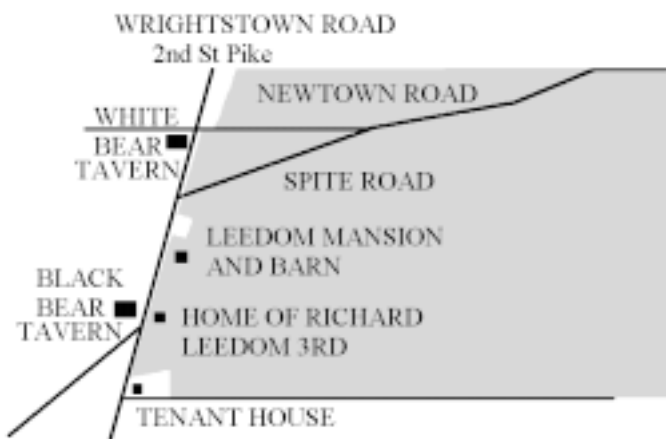 WRIGHTSTOWN ROAD
2nd St Pike
NEWTOWN ROAD
WHITE
BEAR
TAVERN
SPITE ROAD
LEEDOM MANSION
AND BARN
BLACK
BEAR
TAVERN
HOME OF RICHARD
LEEDOM 3RD
TENANT HOUSE